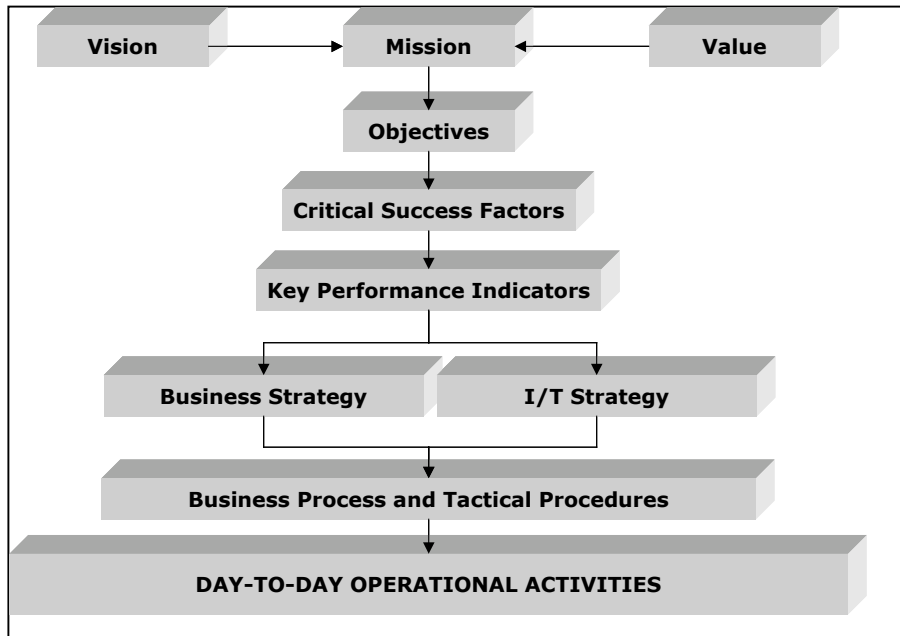 Vision
Mission
Value
Objectives
Critical Success Factors
Key Performance Indicators
Business Strategy
I/T Strategy
Business Process and Tactical Procedures
DAY-TO-DAY OPERATIONAL ACTIVITIES